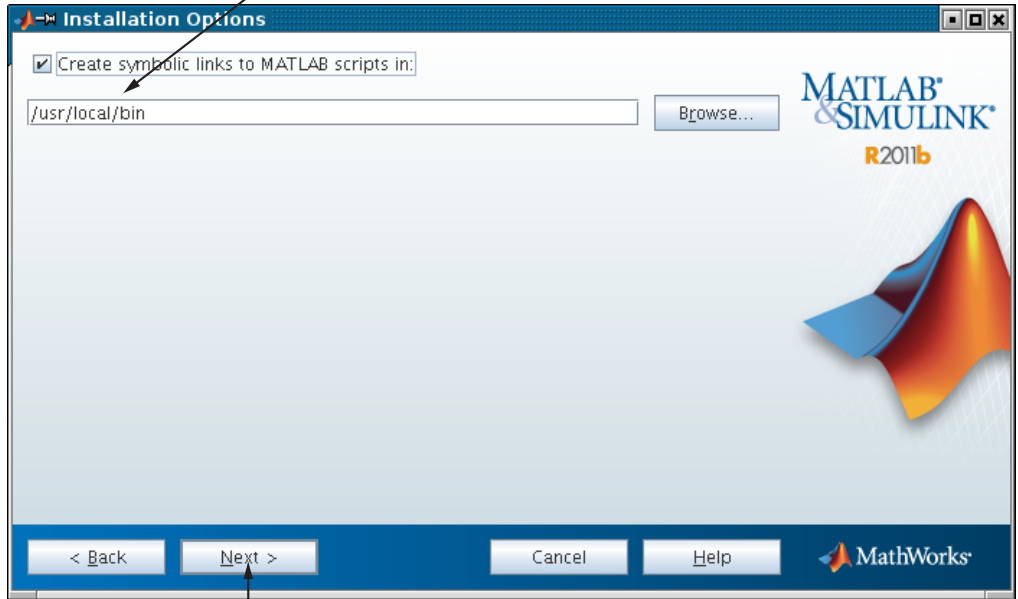 Installation Options
Create symbolic links to MATLAB scripts in:
/usr/local/bin
Browse...
MATLAB®
&SIMULINK®
R2011b
< Back
Next >
Cancel
Help
MathWorks®